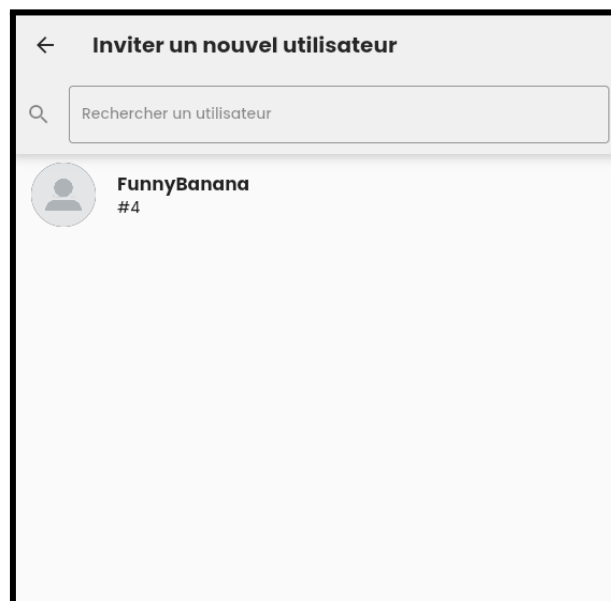 Inviter un nouvel utilisateur
Rechercher un utilisateur
FunnyBanana
#4